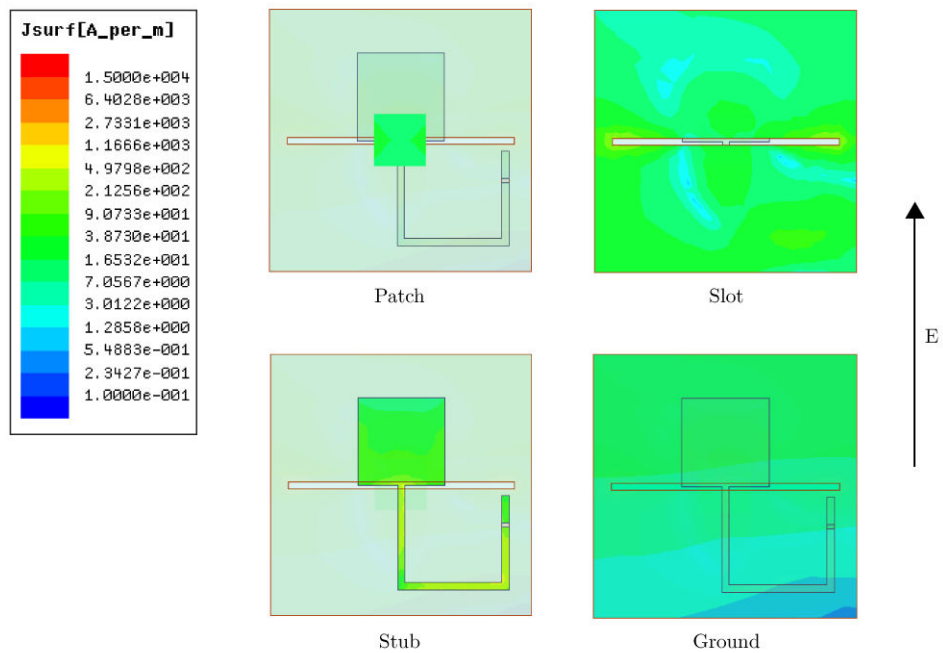 Jsurf[A_per_m]
1.5000e+004
6.4028e+003
2.7331e+003
1.1666e+003
4.9798e+002
2.1256e+002
9.0733e+001
3.8730e+001
1.6532e+001
7.0567e+000
3.0122e+000
1.2858e+000
5.4883e-001
2.3427e-001
1.0000e-001
Patch
Slot
E
Stub
Ground